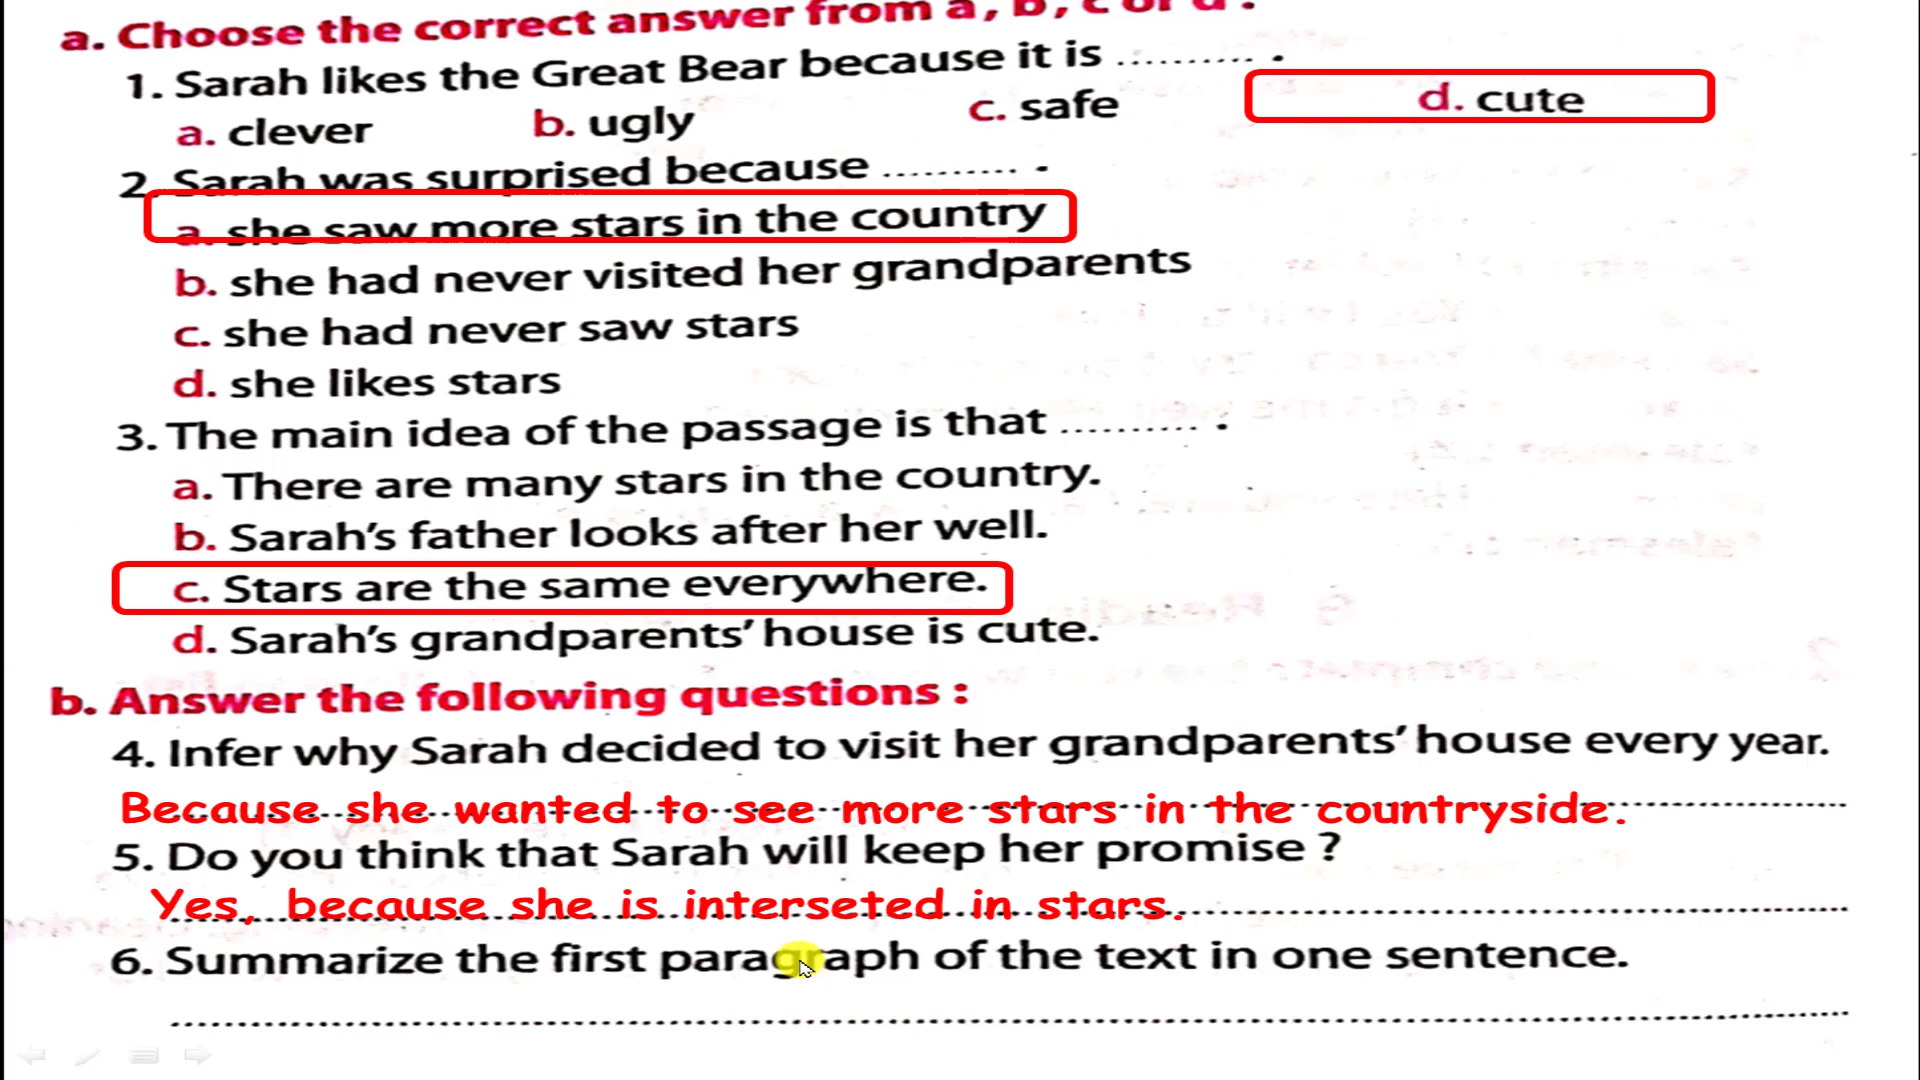 a. Choose the correct answer from a, b, c or d :
1. Sarah likes the Great Bear because it is .......... .
a. clever b. ugly c. safe d. cute
2. Sarah was surprised because .......... .
a. she saw more stars in the country
b. she had never visited her grandparents
c. she had never saw stars
d. she likes stars
3. The main idea of the passage is that .......... .
a. There are many stars in the country.
b. Sarah's father looks after her well.
c. Stars are the same everywhere.
d. Sarah's grandparents' house is cute.
b. Answer the following questions :
4. Infer why Sarah decided to visit her grandparents' house every year.
Because she wanted to see more stars in the countryside.
5. Do you think that Sarah will keep her promise ?
Yes, because she is interseted in stars.
6. Summarize the first paragraph of the text in one sentence.